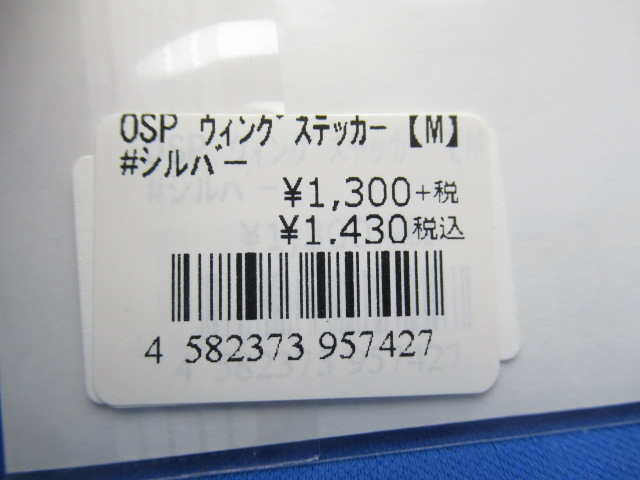 OSP ウィングステッカー【M】
#シルバー
¥1,300+税
¥1.430税込
4 582373 957427